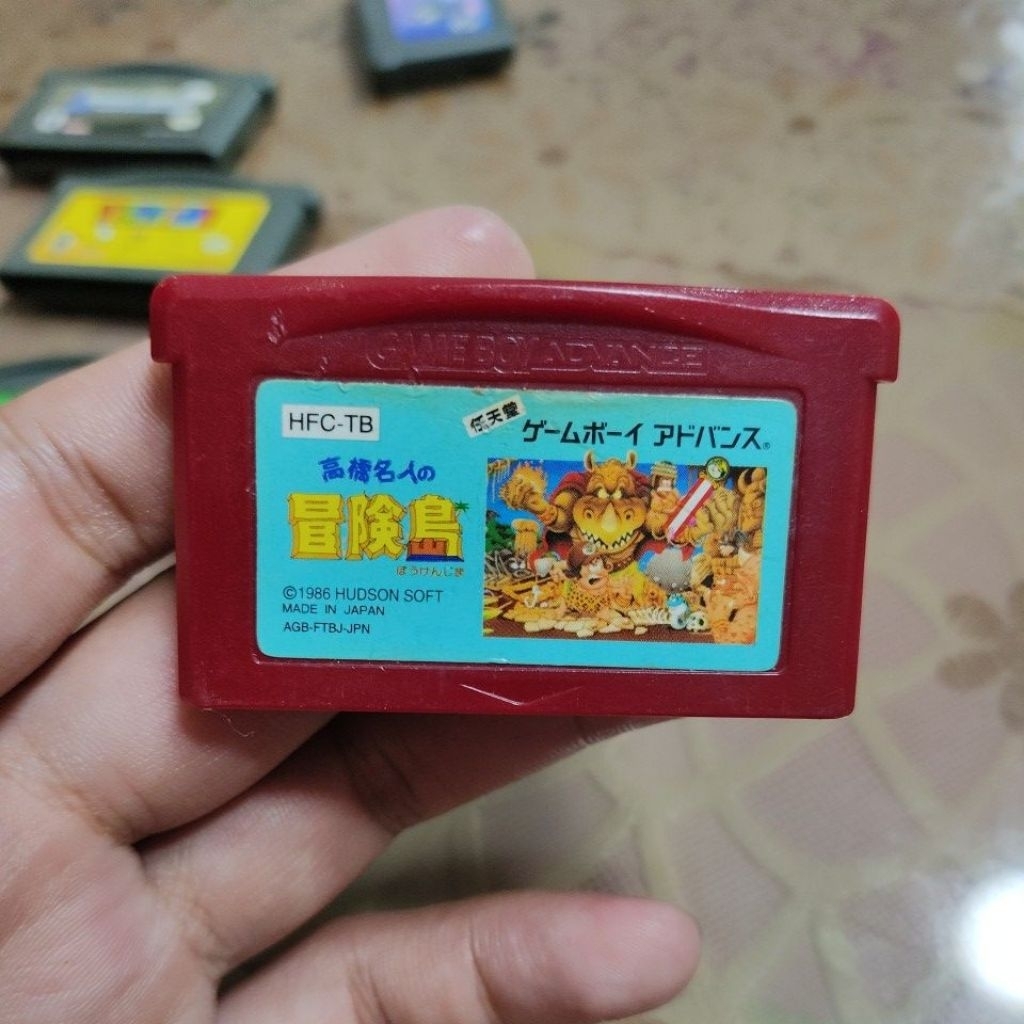 GAME BOY ADVANCE
HFC-TB
任天堂
ゲームボーイ アドバンス®
高橋名人の
冒険島
ぼうけんじま
©1986 HUDSON SOFT
MADE IN JAPAN
AGB-FTBJ-JPN